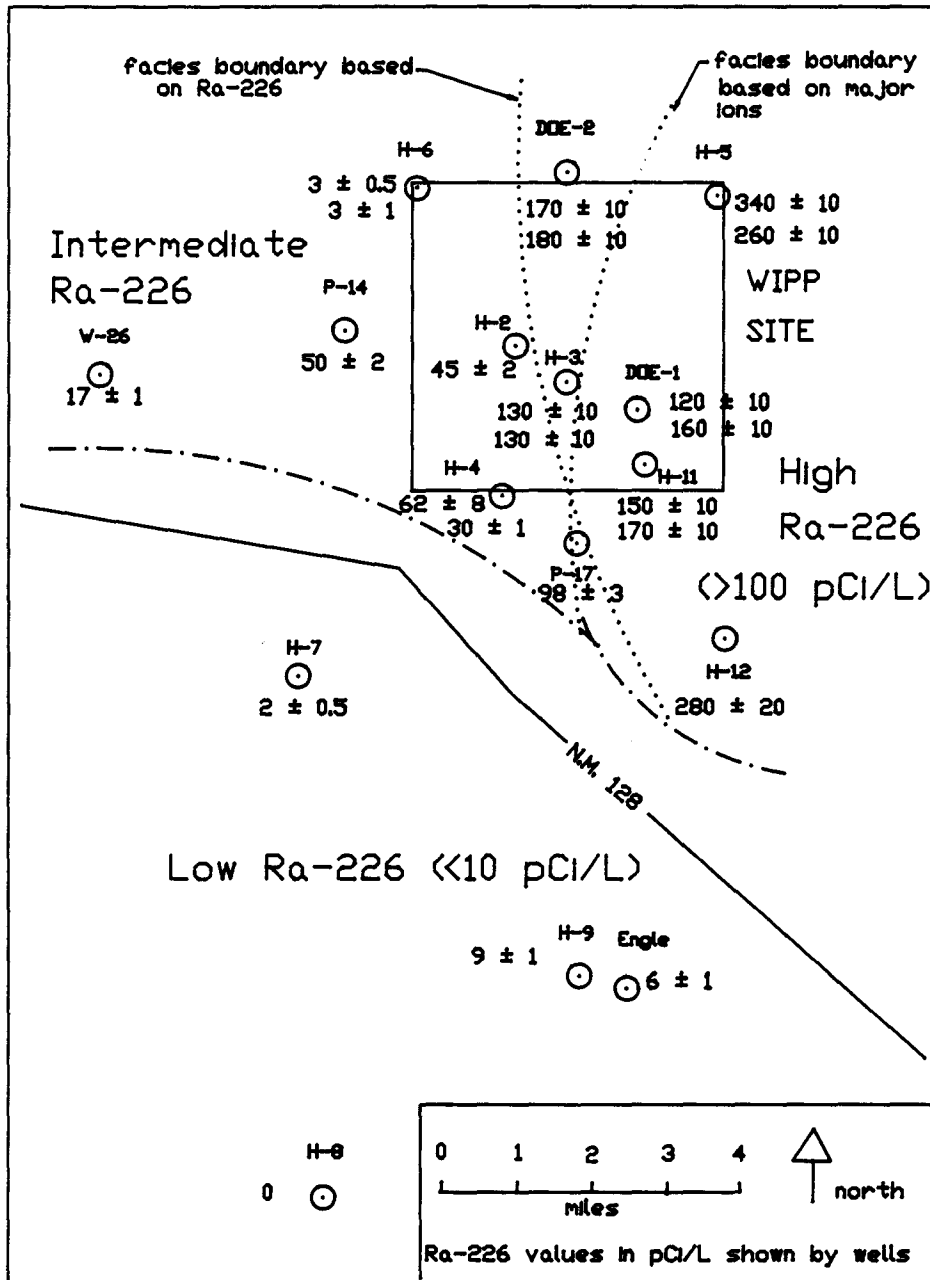 facies boundary based
on Ra-226
facies boundary
based on major
ions
DOE-2
H-6
H-5
3 ± 0.5
3 ± 1
170 ± 10
180 ± 10
340 ± 10
260 ± 10
Intermediate
Ra-226
WIPP
SITE
P-14
50 ± 2
W-26
17 ± 1
H-2
45 ± 2
H-3
130 ± 10
130 ± 10
DOE-1
120 ± 10
160 ± 10
H-4
62 ± 8
30 ± 1
H-11
150 ± 10
170 ± 10
High
Ra-226
(>100 pCi/L)
P-17
98 ± 3
H-7
2 ± 0.5
H-12
280 ± 20
N.M. 128
Low Ra-226 (<<10 pCi/L)
H-9
9 ± 1
Engle
6 ± 1
H-8
0
0 1 2 3 4
miles
north
Ra-226 values in pCi/L shown by wells